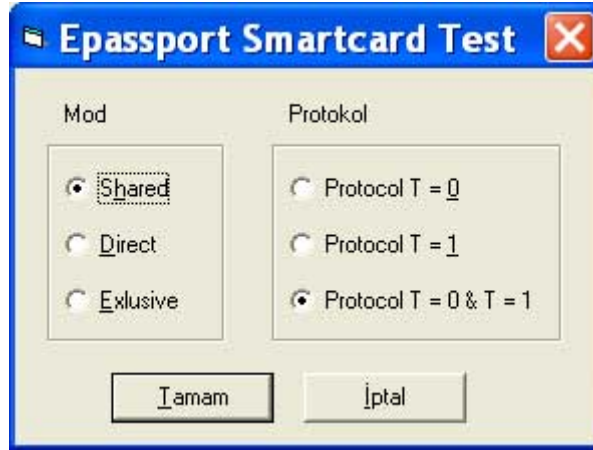 Epassport Smartcard Test
Mod
Protokol
Shared
Direct
Exlusive
Protocol T = 0
Protocol T = 1
Protocol T = 0 & T = 1
Tamam
İptal